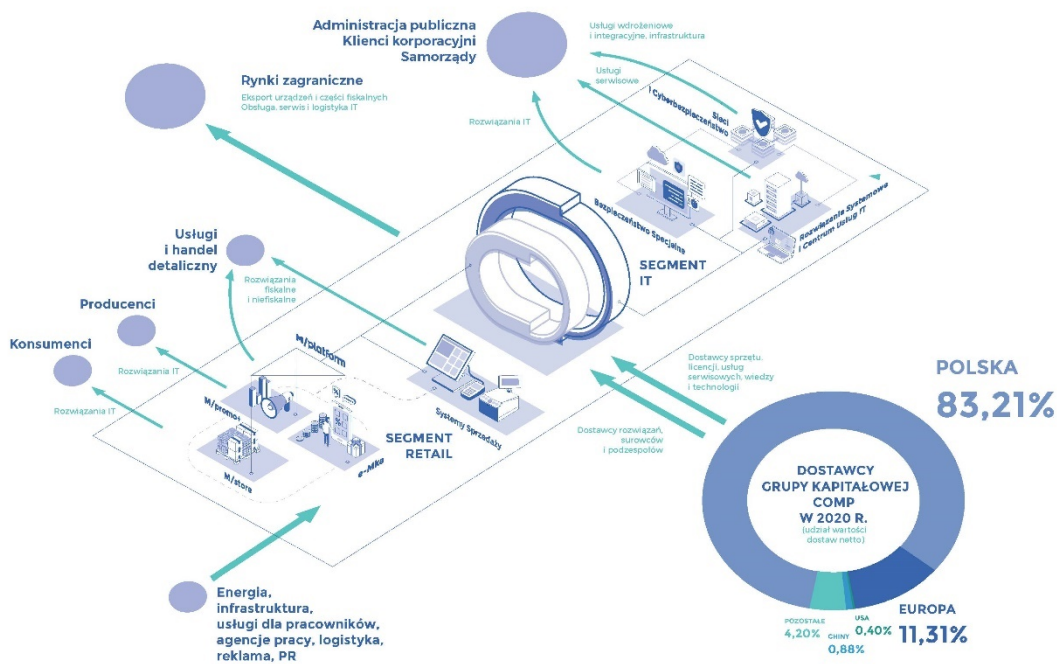 Administracja publiczna
Klienci korporacyjni
Samorządy
Usługi wdrożeniowe
i integracyjne, infrastruktura
Usługi
serwisowe
Rozwiązania IT
Rynki zagraniczne
Eksport urządzeń i części fiskalnych
Obsługa, serwis i logistyka IT
Sieci
i Cyberbezpieczeństwo
Bezpieczeństwo Specjalne
Rozwiązania Systemowe
i Centrum Usług IT
SEGMENT
IT
Usługi
i handel
detaliczny
Rozwiązania
fiskalne
i niefiskalne
Producenci
Rozwiązania IT
Konsumenci
Rozwiązania IT
M/platform
M/promo
M/store
e-Mka
SEGMENT
RETAIL
Systemy Sprzedaży
Dostawcy sprzętu,
licencji, usług
serwisowych, wiedzy
i technologii
Dostawcy rozwiązań,
surowców
i podzespołów
Energia,
infrastruktura,
usługi dla pracowników,
agencje pracy, logistyka,
reklama, PR
POLSKA
83,21%
DOSTAWCY
GRUPY KAPITAŁOWEJ
COMP
W 2020 R.
(udział wartości
dostaw netto)
POZOSTAŁE
4,20%
CHINY
0,88%
USA
0,40%
EUROPA
11,31%